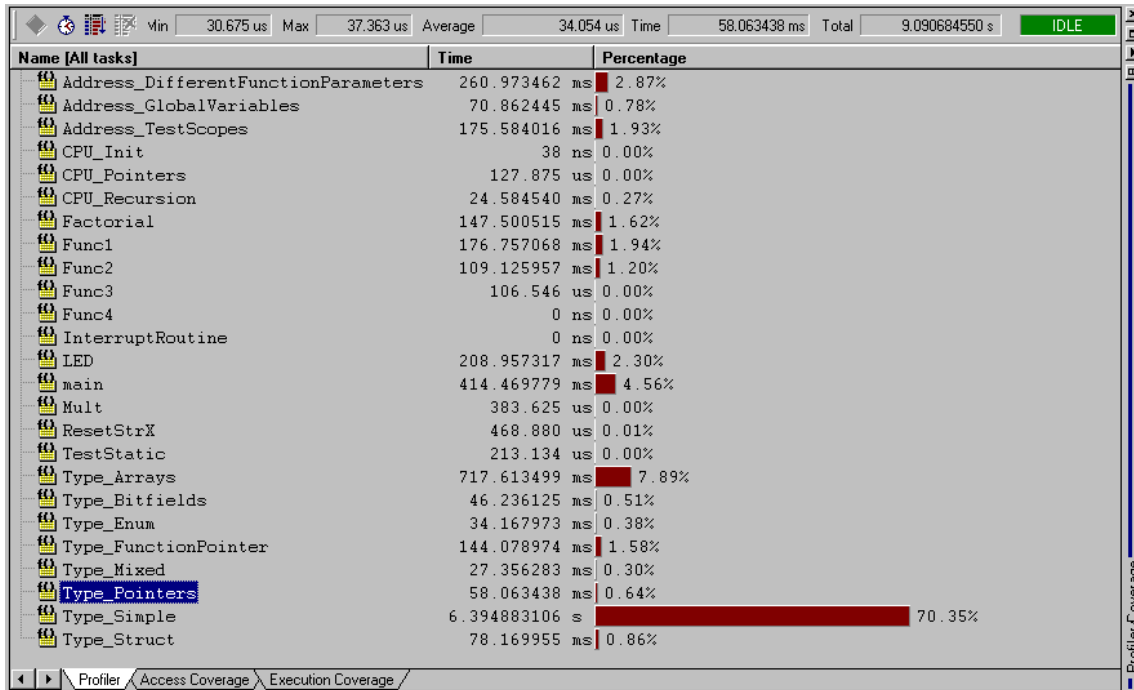 Min 30.675 us Max 37.363 us Average 34.054 us Time 58.063438 ms Total 9.090684550 s IDLE
Name [All tasks] Time Percentage
f() Address_DifferentFunctionParameters 260.973462 ms 2.87%
f() Address_GlobalVariables 70.862445 ms 0.78%
f() Address_TestScopes 175.584016 ms 1.93%
f() CPU_Init 38 ns 0.00%
f() CPU_Pointers 127.875 us 0.00%
f() CPU_Recursion 24.584540 ms 0.27%
f() Factorial 147.500515 ms 1.62%
f() Func1 176.757068 ms 1.94%
f() Func2 109.125957 ms 1.20%
f() Func3 106.546 us 0.00%
f() Func4 0 ns 0.00%
f() InterruptRoutine 0 ns 0.00%
f() LED 208.957317 ms 2.30%
f() main 414.469779 ms 4.56%
f() Mult 383.625 us 0.00%
f() ResetStrX 468.880 us 0.01%
f() TestStatic 213.134 us 0.00%
f() Type_Arrays 717.613499 ms 7.89%
f() Type_Bitfields 46.236125 ms 0.51%
f() Type_Enum 34.167973 ms 0.38%
f() Type_FunctionPointer 144.078974 ms 1.58%
f() Type_Mixed 27.356283 ms 0.30%
f() Type_Pointers 58.063438 ms 0.64%
f() Type_Simple 6.394883106 s 70.35%
f() Type_Struct 78.169955 ms 0.86%
Profiler Access Coverage Execution Coverage
Profiler Coverage